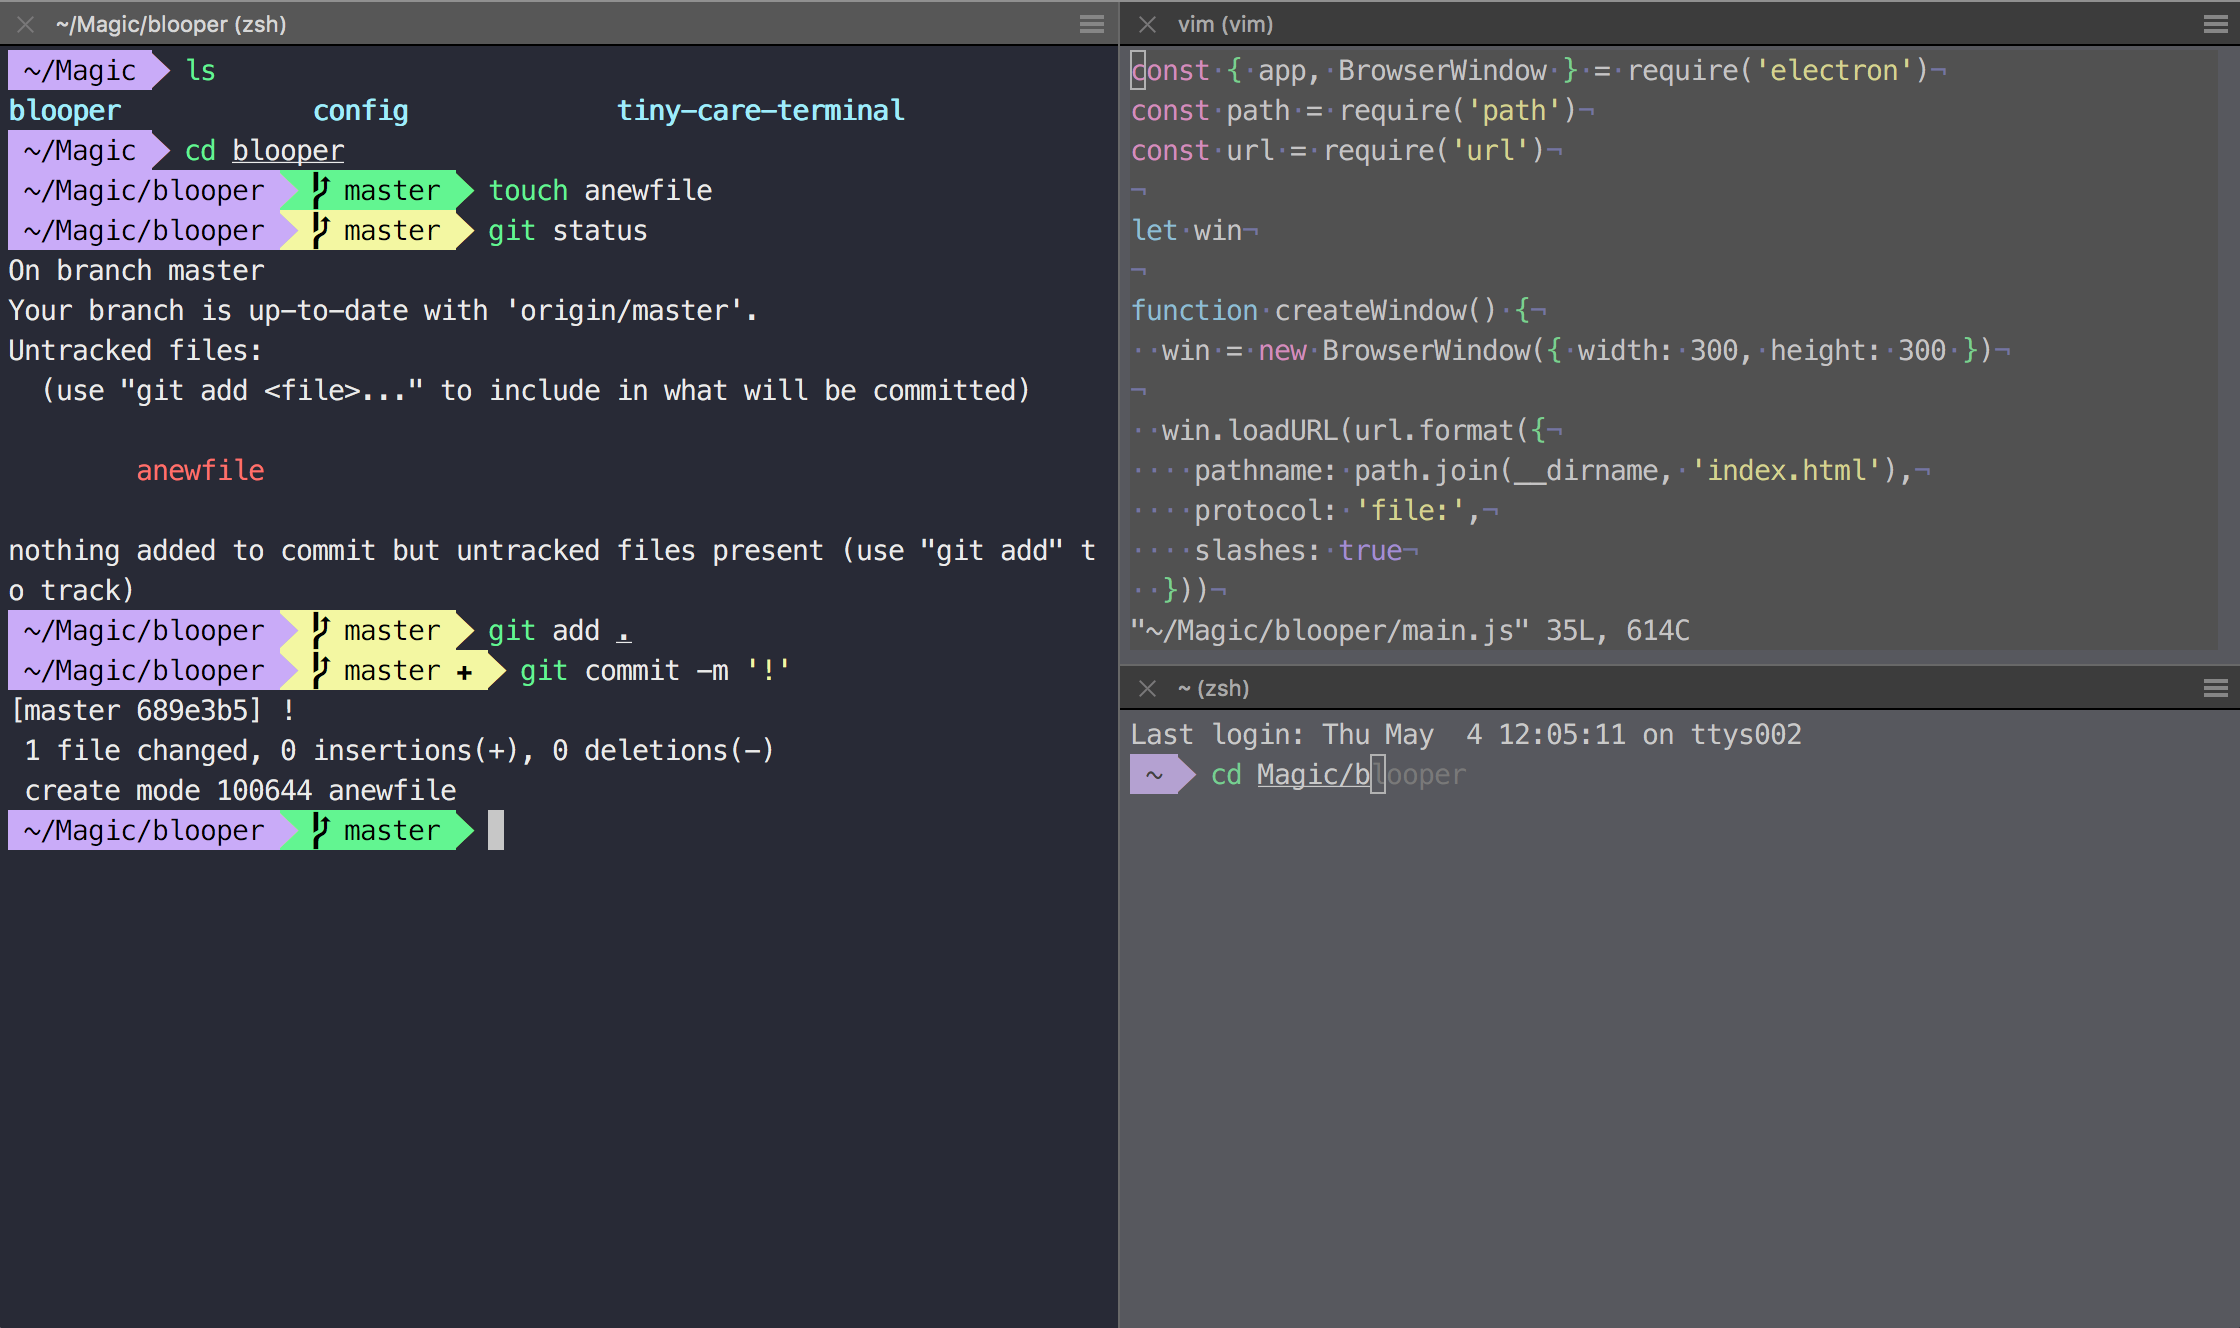 ~/Magic/blooper (zsh)
~/Magic ls
blooper config tiny-care-terminal
~/Magic cd blooper
~/Magic/blooper master touch anewfile
~/Magic/blooper master git status
On branch master
Your branch is up-to-date with 'origin/master'.
Untracked files:
  (use "git add <file>..." to include in what will be committed)
        anewfile
nothing added to commit but untracked files present (use "git add" t
o track)
~/Magic/blooper master git add .
~/Magic/blooper master + git commit -m '!'
[master 689e3b5] !
 1 file changed, 0 insertions(+), 0 deletions(-)
 create mode 100644 anewfile
~/Magic/blooper master
vim (vim)
const·{·app,·BrowserWindow·}·=·require('electron')¬
const·path·=·require('path')¬
const·url·=·require('url')¬
¬
let·win¬
¬
function·createWindow()·{¬
··win·=·new·BrowserWindow({·width:·300,·height:·300·})¬
¬
··win.loadURL(url.format({¬
····pathname:·path.join(__dirname,·'index.html'),¬
····protocol:·'file:',¬
····slashes:·true¬
··}))¬
"~/Magic/blooper/main.js" 35L, 614C
~ (zsh)
Last login: Thu May  4 12:05:11 on ttys002
~ cd Magic/blooper